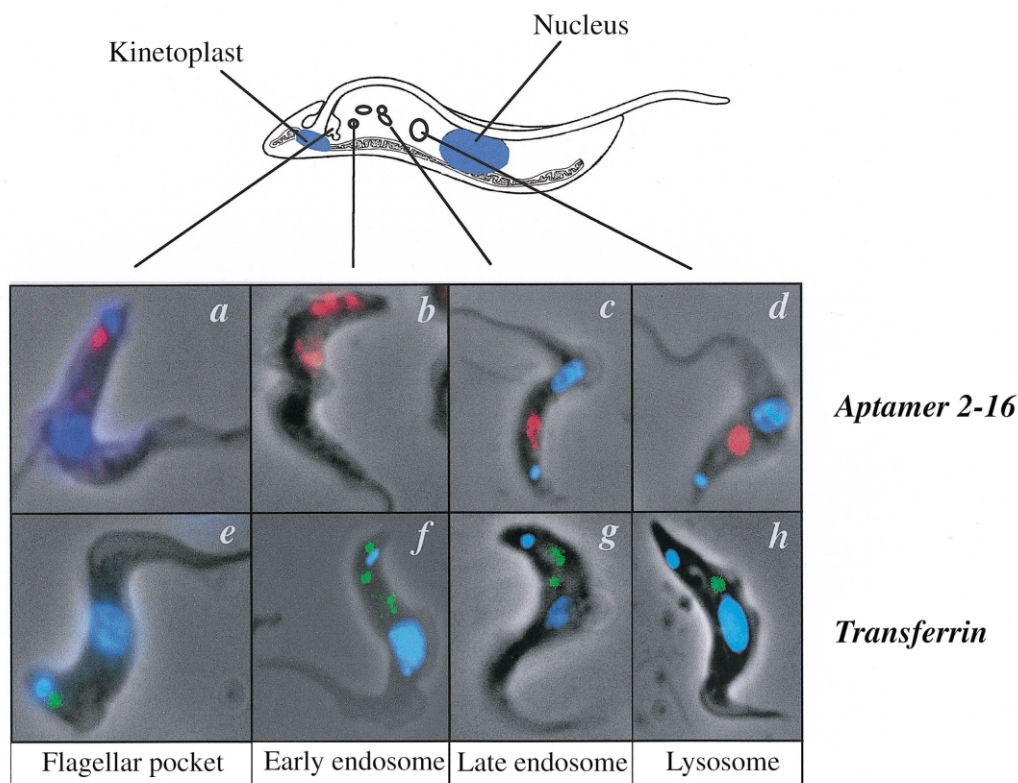 Nucleus
Kinetoplast
a
b
c
d
Aptamer 2-16
e
f
g
h
Transferrin
Flagellar pocket
Early endosome
Late endosome
Lysosome